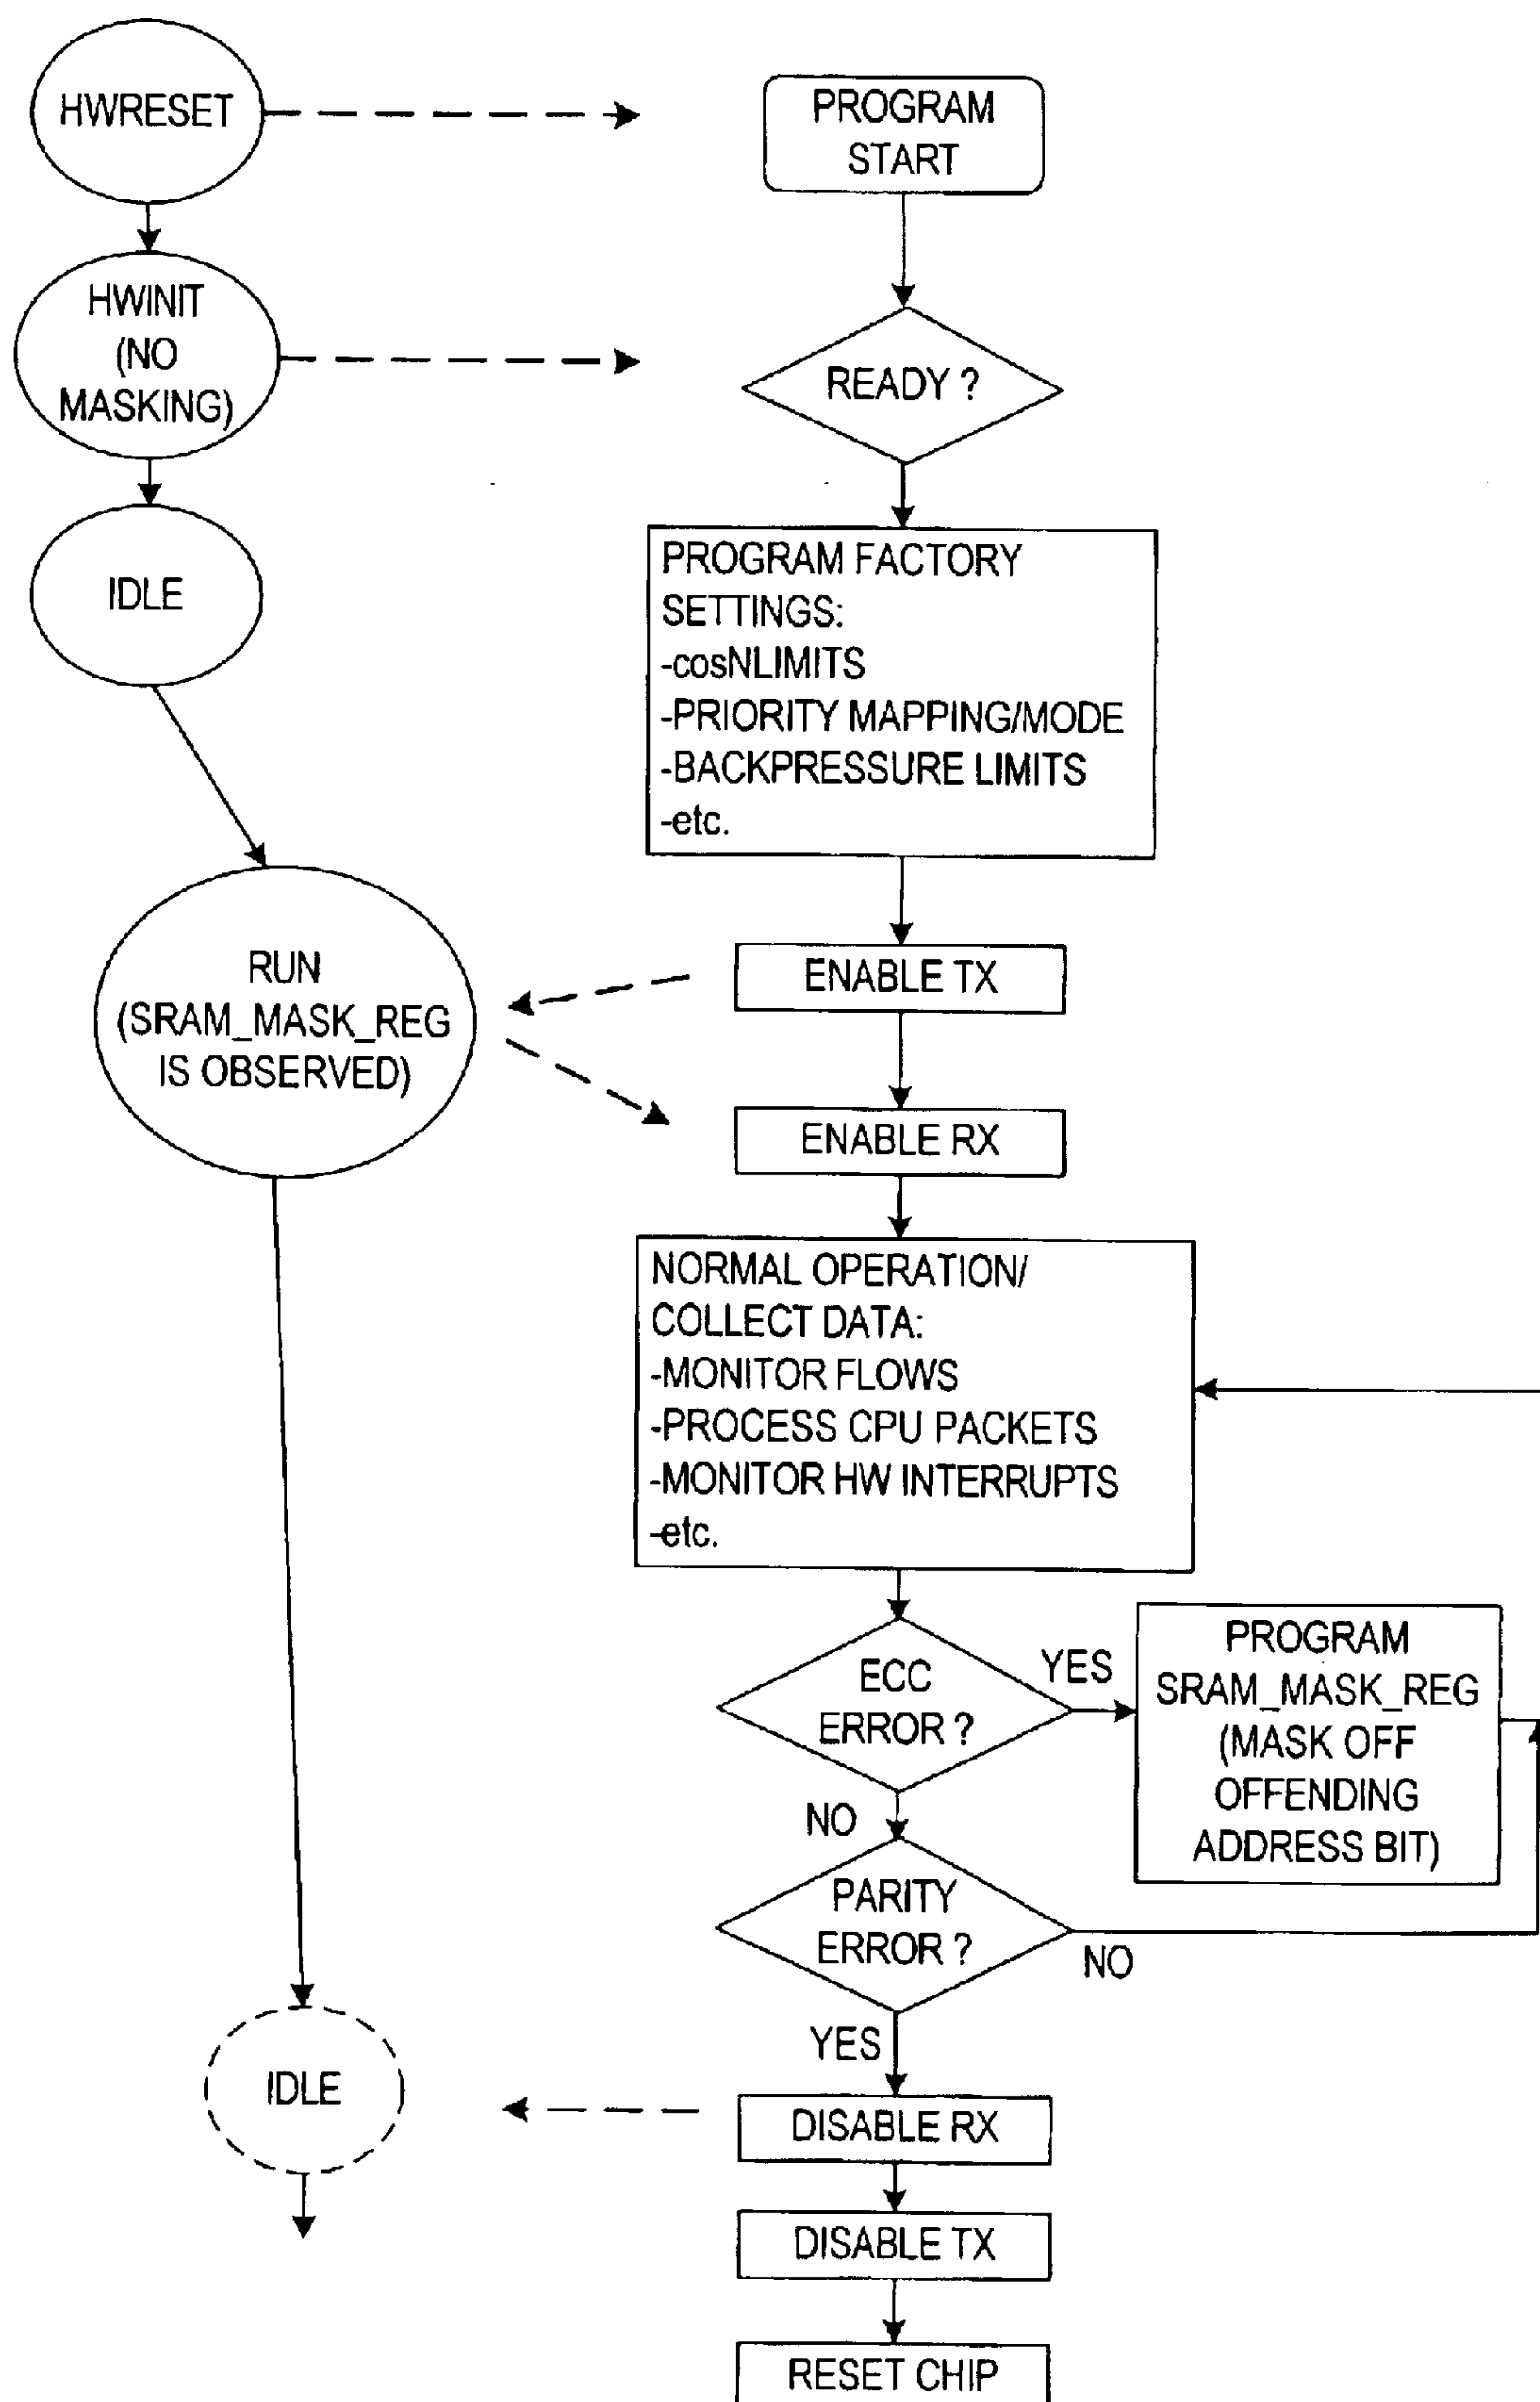 HWRESET
PROGRAM
START
HWINIT
(NO
MASKING)
READY ?
IDLE
PROGRAM FACTORY
SETTINGS:
-cosNLIMITS
-PRIORITY MAPPING/MODE
-BACKPRESSURE LIMITS
-etc.
RUN
(SRAM_MASK_REG
IS OBSERVED)
ENABLE TX
ENABLE RX
NORMAL OPERATION/
COLLECT DATA:
-MONITOR FLOWS
-PROCESS CPU PACKETS
-MONITOR HW INTERRUPTS
-etc.
ECC
ERROR ?
YES
PROGRAM
SRAM_MASK_REG
(MASK OFF
OFFENDING
ADDRESS BIT)
NO
PARITY
ERROR ?
NO
YES
IDLE
DISABLE RX
DISABLE TX
RESET CHIP